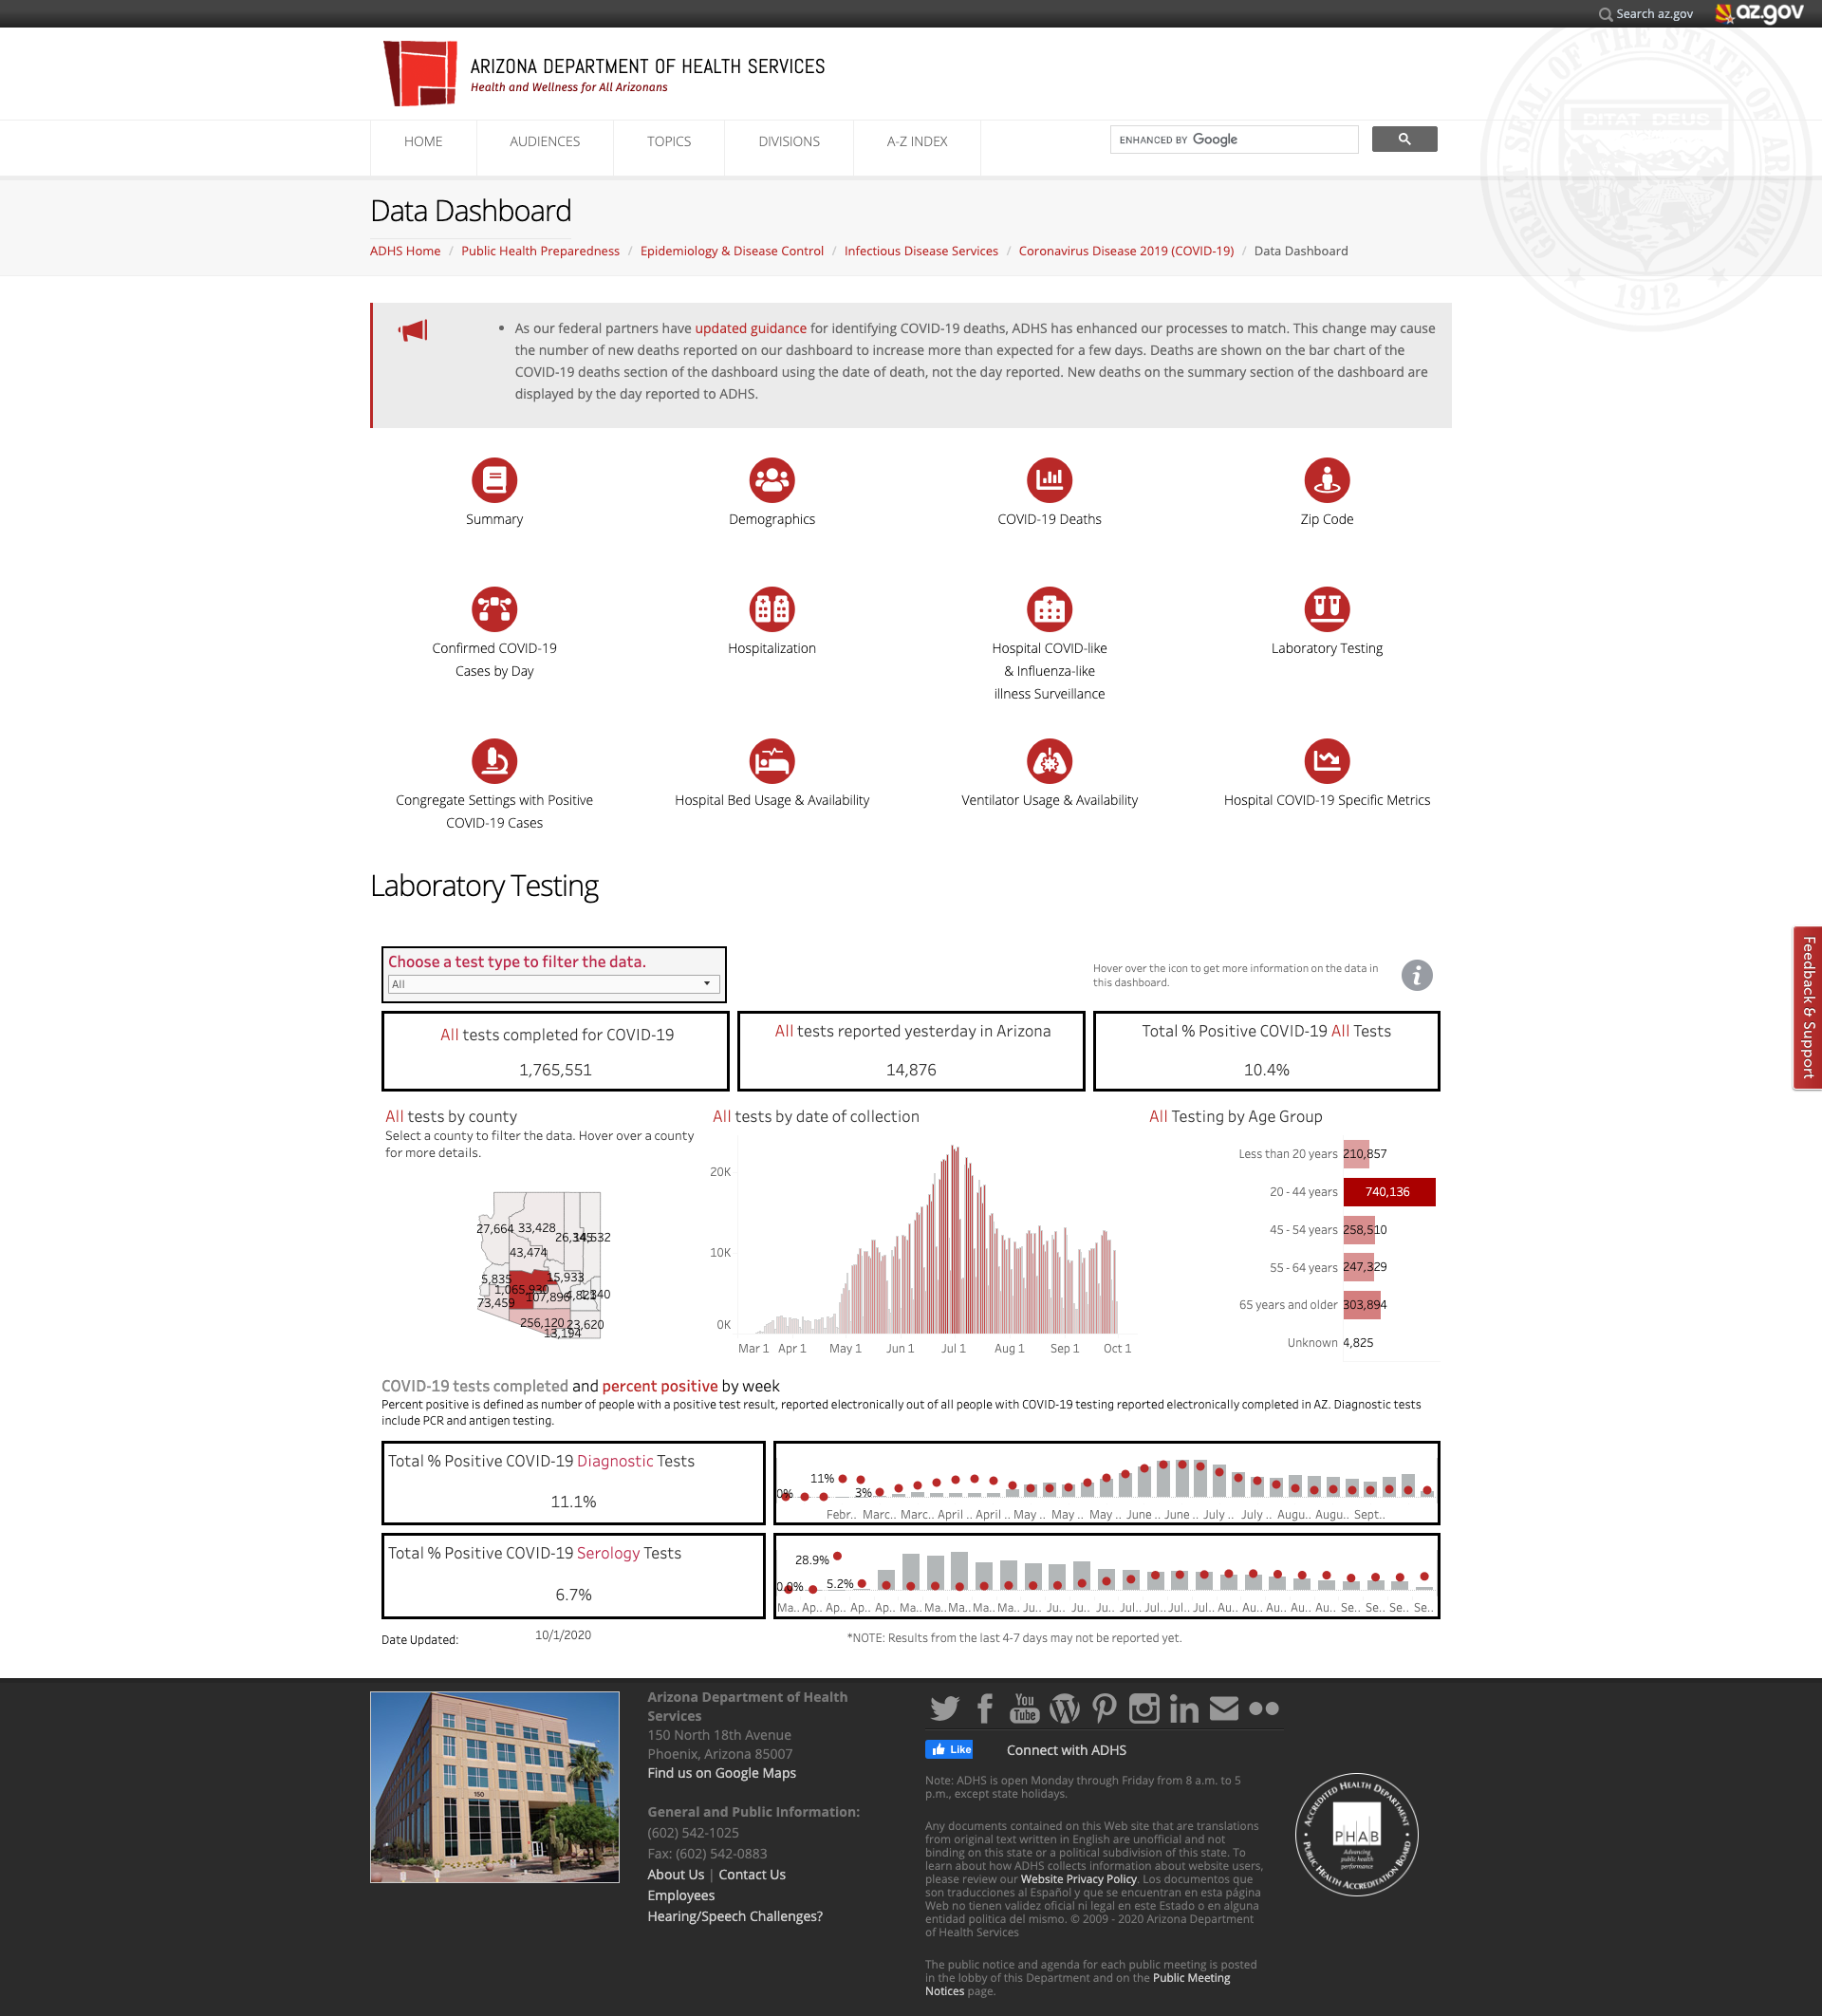 Search az.gov
az.gov
GREAT SEAL OF THE STATE OF ARIZONA
DITAT DEUS
1912
ARIZONA DEPARTMENT OF HEALTH SERVICES
Health and Wellness for All Arizonans
HOME AUDIENCES TOPICS DIVISIONS A-Z INDEX
ENHANCED BY Google
Data Dashboard
ADHS Home / Public Health Preparedness / Epidemiology & Disease Control / Infectious Disease Services / Coronavirus Disease 2019 (COVID-19) / Data Dashboard
• As our federal partners have updated guidance for identifying COVID-19 deaths, ADHS has enhanced our processes to match. This change may cause
the number of new deaths reported on our dashboard to increase more than expected for a few days. Deaths are shown on the bar chart of the
COVID-19 deaths section of the dashboard using the date of death, not the day reported. New deaths on the summary section of the dashboard are
displayed by the day reported to ADHS.
Summary
Demographics
COVID-19 Deaths
Zip Code
Confirmed COVID-19
Cases by Day
Hospitalization
Hospital COVID-like
& Influenza-like
illness Surveillance
Laboratory Testing
Congregate Settings with Positive
COVID-19 Cases
Hospital Bed Usage & Availability
Ventilator Usage & Availability
Hospital COVID-19 Specific Metrics
Laboratory Testing
Feedback & Support
Choose a test type to filter the data.
All
Hover over the icon to get more information on the data in
this dashboard.
i
All tests completed for COVID-19
1,765,551
All tests reported yesterday in Arizona
14,876
Total % Positive COVID-19 All Tests
10.4%
All tests by county
Select a county to filter the data. Hover over a county
for more details.
27,664 33,428
43,474
5,835 15,933
1,065,930
107,896
73,459
256,120 23,620
13,194
All tests by date of collection
20K
10K
0K
Mar 1 Apr 1 May 1 Jun 1 Jul 1 Aug 1 Sep 1 Oct 1
All Testing by Age Group
Less than 20 years 210,857
20 - 44 years 740,136
45 - 54 years 258,510
55 - 64 years 247,329
65 years and older 303,894
Unknown 4,825
COVID-19 tests completed and percent positive by week
Percent positive is defined as number of people with a positive test result, reported electronically out of all people with COVID-19 testing reported electronically completed in AZ. Diagnostic tests
include PCR and antigen testing.
Total % Positive COVID-19 Diagnostic Tests
11.1%
0% 11% 3%
Febr.. Marc.. Marc.. April .. April .. May .. May .. May .. June .. June .. July .. July .. Augu.. Augu.. Sept..
Total % Positive COVID-19 Serology Tests
6.7%
0.0% 28.9% 5.2%
Ma.. Ap.. Ap.. Ap.. Ap.. Ma.. Ma.. Ma.. Ma.. Ma.. Ju.. Ju.. Ju.. Ju.. Jul.. Jul.. Jul.. Jul.. Au.. Au.. Au.. Au.. Au.. Se.. Se.. Se.. Se..
Date Updated: 10/1/2020
*NOTE: Results from the last 4-7 days may not be reported yet.
150
Arizona Department of Health
Services
150 North 18th Avenue
Phoenix, Arizona 85007
Find us on Google Maps
General and Public Information:
(602) 542-1025
Fax: (602) 542-0883
About Us | Contact Us
Employees
Hearing/Speech Challenges?
You
Tube
Like
Connect with ADHS
Note: ADHS is open Monday through Friday from 8 a.m. to 5
p.m., except state holidays.
Any documents contained on this Web site that are translations
from original text written in English are unofficial and not
binding on this state or a political subdivision of this state. To
learn about how ADHS collects information about website users,
please review our Website Privacy Policy. Los documentos que
son traducciones al Español y que se encuentran en esta página
Web no tienen validez oficial ni legal en este Estado o en alguna
entidad politica del mismo. © 2009 - 2020 Arizona Department
of Health Services
The public notice and agenda for each public meeting is posted
in the lobby of this Department and on the Public Meeting
Notices page.
ACCREDITED HEALTH DEPARTMENT
PHAB
Advancing
public health
performance
PUBLIC HEALTH ACCREDITATION BOARD